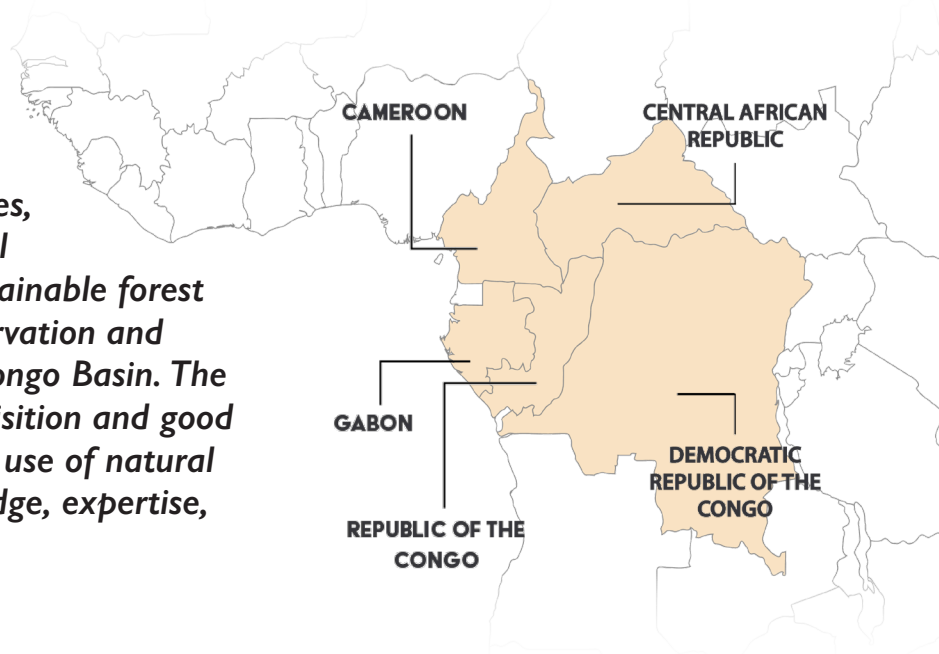 es,
l
ainable forest
rvation and
ongo Basin. The
isition and good
use of natural
dge, expertise,
CAMEROON
CENTRAL AFRICAN
REPUBLIC
GABON
REPUBLIC OF THE
CONGO
DEMOCRATIC
REPUBLIC OF THE
CONGO